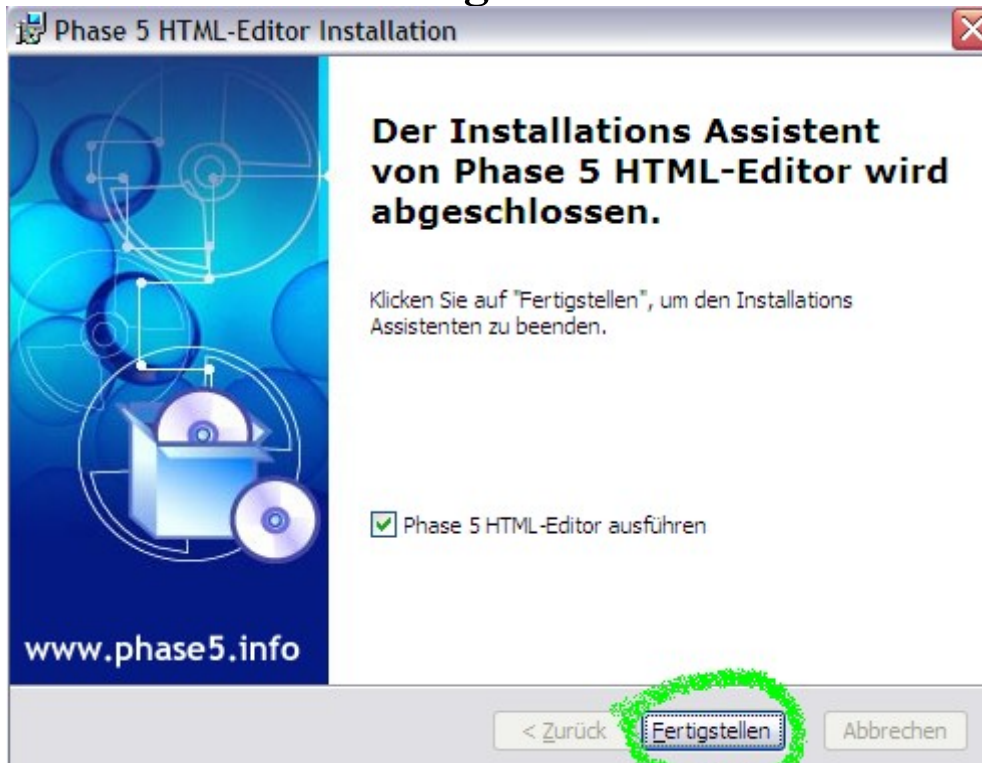 Phase 5 HTML-Editor Installation
Der Installations Assistent
von Phase 5 HTML-Editor wird
abgeschlossen.
Klicken Sie auf "Fertigstellen", um den Installations
Assistenten zu beenden.
Phase 5 HTML-Editor ausführen
www.phase5.info
< Zurück Fertigstellen Abbrechen